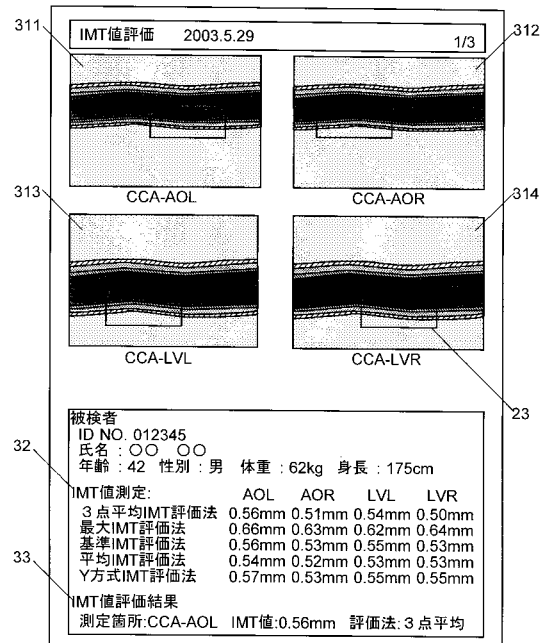 311
IMT値評価 2003.5.29 1/3
312
CCA-AOL CCA-AOR
313
314
CCA-LVL CCA-LVR
23
32
被検者
ID NO. 012345
氏名 : ○○ ○○
年齢 : 42 性別 : 男 体重 : 62kg 身長 : 175cm
IMT値測定: AOL AOR LVL LVR
3点平均IMT評価法 0.56mm 0.51mm 0.54mm 0.50mm
最大IMT評価法 0.66mm 0.63mm 0.62mm 0.64mm
基準IMT評価法 0.56mm 0.53mm 0.55mm 0.53mm
平均IMT評価法 0.54mm 0.52mm 0.53mm 0.53mm
Y方式IMT評価法 0.57mm 0.53mm 0.55mm 0.55mm
33
IMT値評価結果
測定箇所:CCA-AOL IMT値:0.56mm 評価法:3点平均